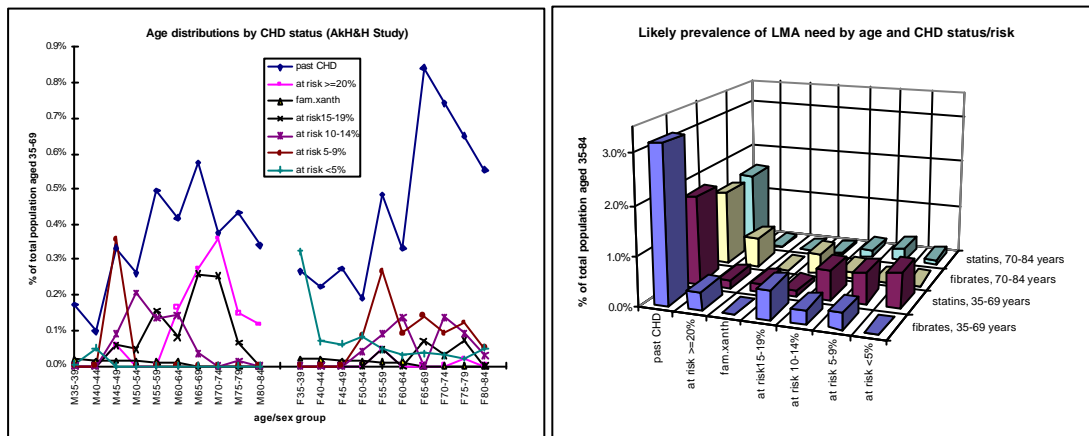 Age distributions by CHD status (AkH&H Study)
0.9%
0.8%
0.7%
0.6%
0.5%
0.4%
0.3%
0.2%
0.1%
0.0%
% of total population aged 35-69
past CHD
at risk >=20%
fam.xanth
at risk15-19%
at risk 10-14%
at risk 5-9%
at risk <5%
M35-39
M40-44
M45-49
M50-54
M55-59
M60-64
M65-69
M70-74
M75-79
M80-84
F35-39
F40-44
F45-49
F50-54
F55-59
F60-64
F65-69
F70-74
F75-79
F80-84
age/sex group
Likely prevalence of LMA need by age and CHD status/risk
% of total population aged 35-84
3.0%
2.0%
1.0%
0.0%
past CHD
at risk >=20%
fam.xanth
at risk15-19%
at risk 10-14%
at risk 5-9%
at risk <5%
statins, 70-84 years
fibrates, 70-84 years
statins, 35-69 years
fibrates, 35-69 years